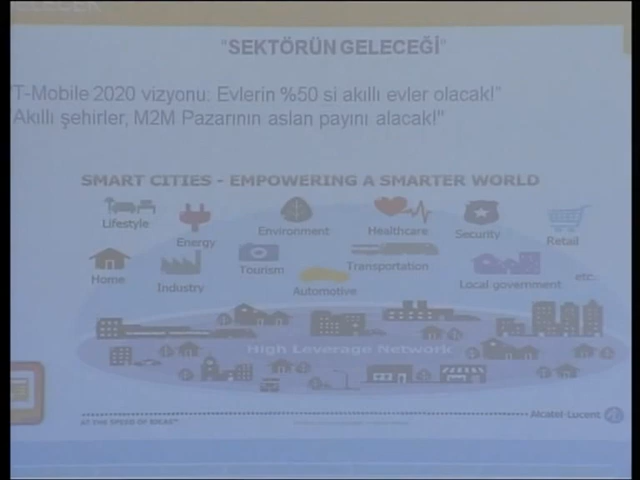 "SEKTÖRÜN GELECEĞİ"
"T-Mobile 2020 vizyonu: Evlerin %50 si akıllı evler olacak!"
Akıllı şehirler, M2M Pazarının aslan payını alacak!"
SMART CITIES - EMPOWERING A SMARTER WORLD
Lifestyle
Energy
Environment
Healthcare
Security
Retail
Home
Industry
Tourism
Automotive
Transportation
Local government
etc.
High Leverage Network
AT THE SPEED OF IDEAS™
Alcatel-Lucent